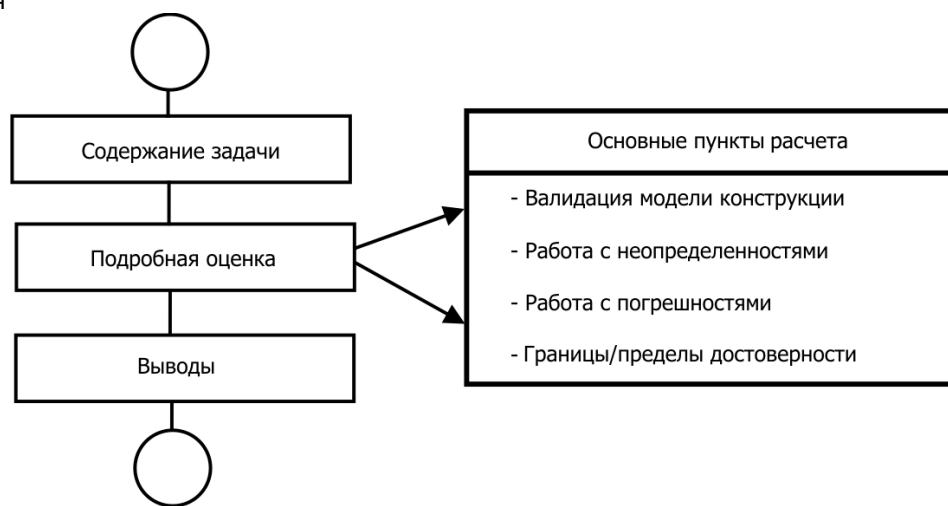 Содержание задачи
Подробная оценка
Выводы
Основные пункты расчета
- Валидация модели конструкции
- Работа с неопределенностями
- Работа с погрешностями
- Границы/пределы достоверности